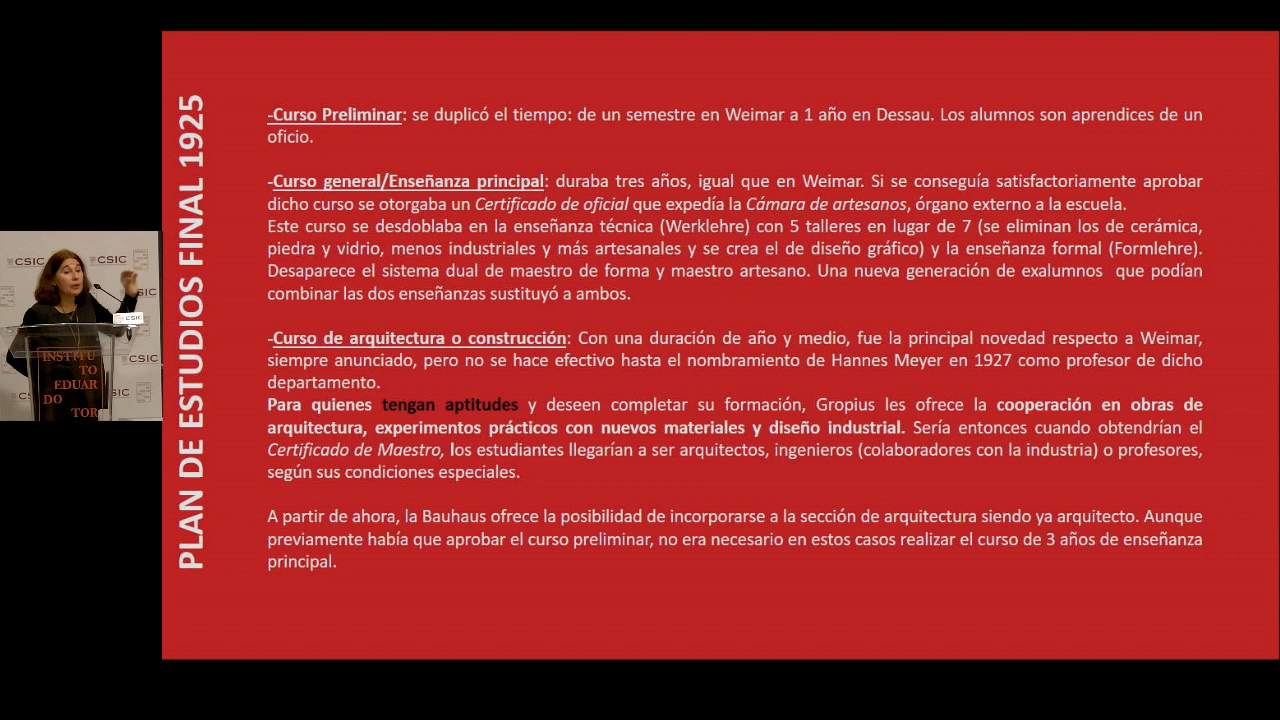 PLAN DE ESTUDIOS FINAL 1925
-Curso Preliminar: se duplicó el tiempo: de un semestre en Weimar a 1 año en Dessau. Los alumnos son aprendices de un
oficio.
-Curso general/Enseñanza principal: duraba tres años, igual que en Weimar. Si se conseguía satisfactoriamente aprobar
dicho curso se otorgaba un Certificado de oficial que expedía la Cámara de artesanos, órgano externo a la escuela.
Este curso se desdoblaba en la enseñanza técnica (Werklehre) con 5 talleres en lugar de 7 (se eliminan los de cerámica,
piedra y vidrio, menos industriales y más artesanales y se crea el de diseño gráfico) y la enseñanza formal (Formlehre).
Desaparece el sistema dual de maestro de forma y maestro artesano. Una nueva generación de exalumnos que podían
combinar las dos enseñanzas sustituyó a ambos.
-Curso de arquitectura o construcción: Con una duración de año y medio, fue la principal novedad respecto a Weimar,
siempre anunciado, pero no se hace efectivo hasta el nombramiento de Hannes Meyer en 1927 como profesor de dicho
departamento.
Para quienes tengan aptitudes y deseen completar su formación, Gropius les ofrece la cooperación en obras de
arquitectura, experimentos prácticos con nuevos materiales y diseño industrial. Sería entonces cuando obtendrían el
Certificado de Maestro, los estudiantes llegarían a ser arquitectos, ingenieros (colaboradores con la industria) o profesores,
según sus condiciones especiales.
A partir de ahora, la Bauhaus ofrece la posibilidad de incorporarse a la sección de arquitectura siendo ya arquitecto. Aunque
previamente había que aprobar el curso preliminar, no era necesario en estos casos realizar el curso de 3 años de enseñanza
principal.
CSIC
CSIC
SIC
CSIC
CSIC
SIC
INSTITU
TO
EDUAR
DO
TOR